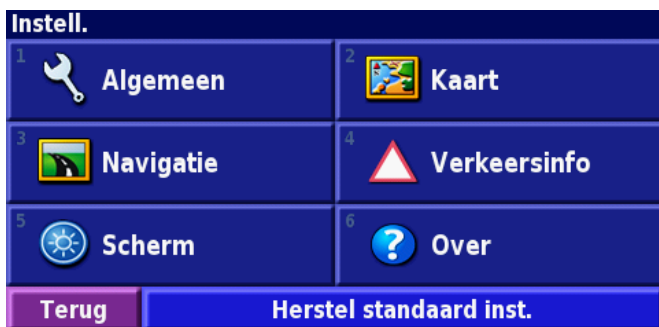 Instell.
1 Algemeen
2 Kaart
3 Navigatie
4 Verkeersinfo
5 Scherm
6 ? Over
Terug
Herstel standaard inst.